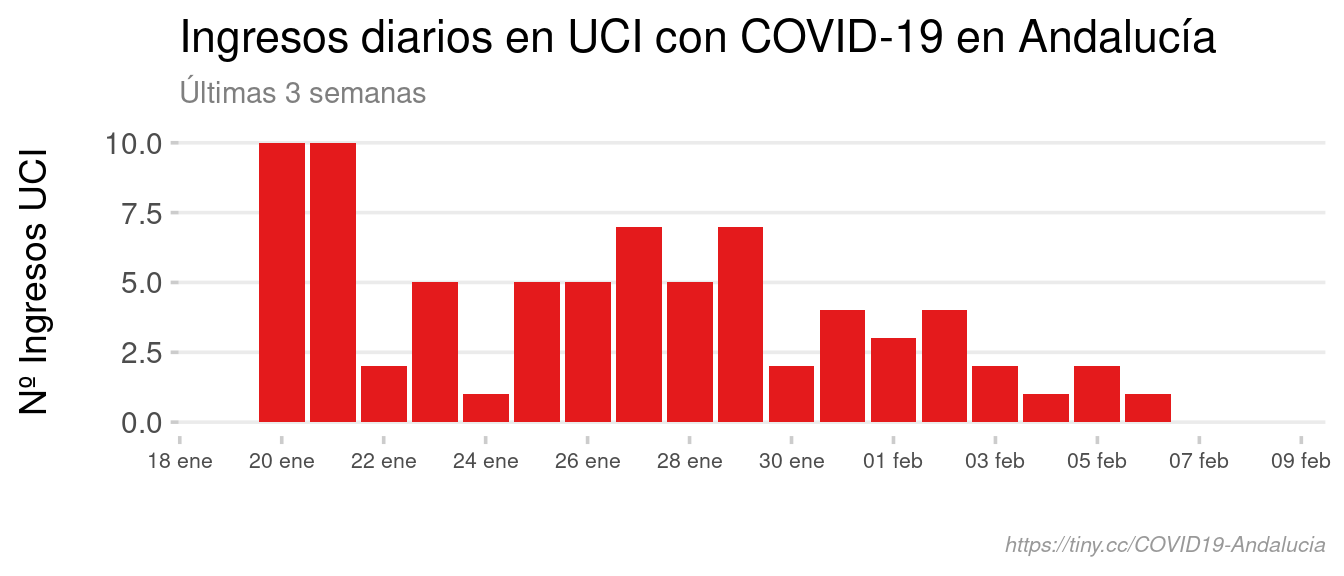 Ingresos diarios en UCI con COVID-19 en Andalucía
Últimas 3 semanas
Nº Ingresos UCI
10.0
7.5
5.0
2.5
0.0
18 ene 20 ene 22 ene 24 ene 26 ene 28 ene 30 ene 01 feb 03 feb 05 feb 07 feb 09 feb
https://tiny.cc/COVID19-Andalucia